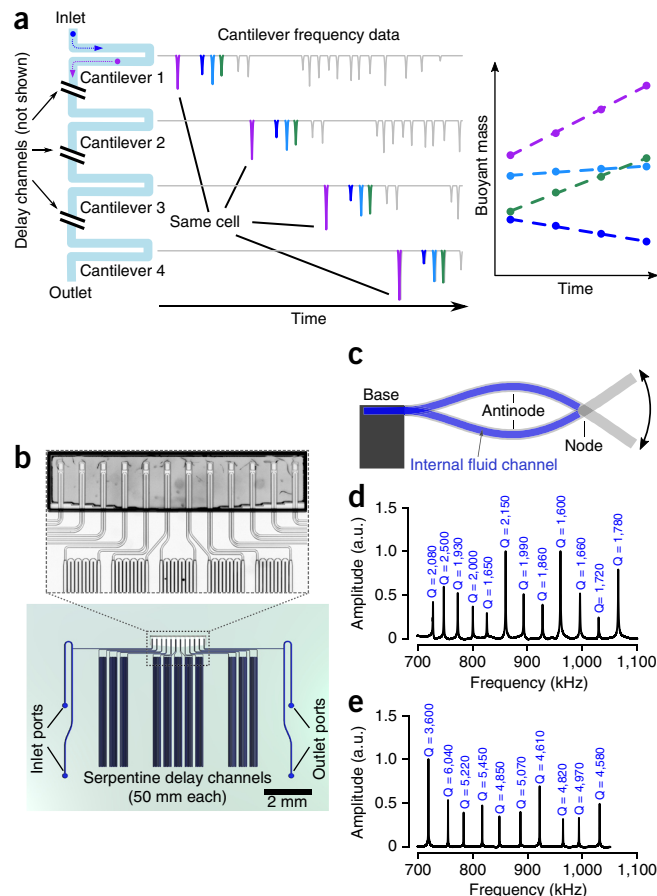 a
Inlet
Cantilever frequency data
Cantilever 1
Delay channels (not shown)
Cantilever 2
Cantilever 3
Same cell
Cantilever 4
Outlet
Time
Buoyant mass
Time
c
Base
Antinode
Node
Internal fluid channel
b
Inlet ports
Outlet ports
Serpentine delay channels
(50 mm each)
2 mm
d
Amplitude (a.u.)
1.5
1.0
0.5
0
Q = 2,080
Q = 2,500
Q = 1,930
Q = 2,000
Q = 1,650
Q = 2,150
Q = 1,990
Q = 1,860
Q = 1,600
Q = 1,660
Q = 1,720
Q = 1,780
700
800
900
1,000
1,100
Frequency (kHz)
e
Amplitude (a.u.)
1.5
1.0
0.5
0
Q = 3,600
Q = 6,040
Q = 5,220
Q = 5,450
Q = 4,850
Q = 5,070
Q = 4,610
Q = 4,820
Q = 4,970
Q = 4,580
700
800
900
1,000
1,100
Frequency (kHz)